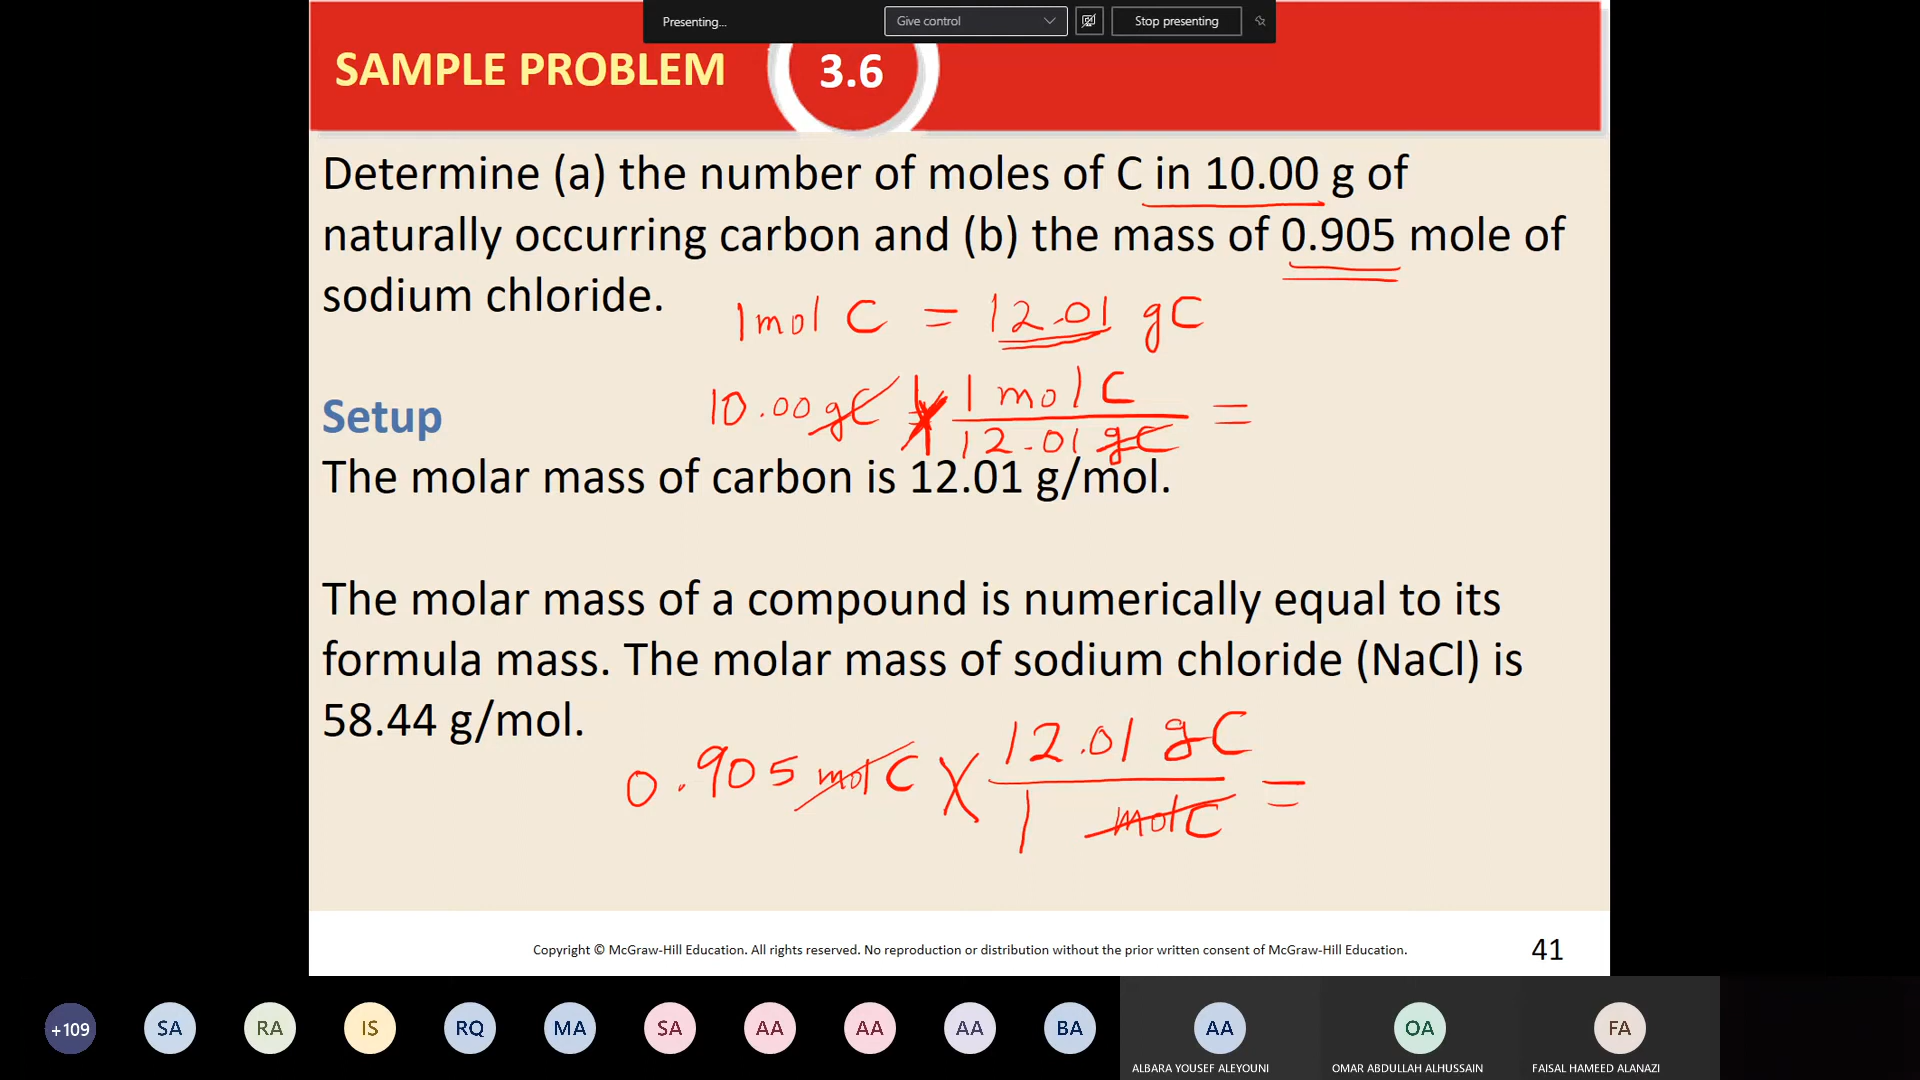 Presenting...
Give control
Stop presenting
SAMPLE PROBLEM 3.6
Determine (a) the number of moles of C in 10.00 g of
naturally occurring carbon and (b) the mass of 0.905 mole of
sodium chloride.
1mol C = 12.01 gC
10.00 gC × 1 mol C =
12.01 gC
Setup
The molar mass of carbon is 12.01 g/mol.
The molar mass of a compound is numerically equal to its
formula mass. The molar mass of sodium chloride (NaCl) is
58.44 g/mol.
0.905 mol C X 12.01 gC =
1 mol C
Copyright © McGraw-Hill Education. All rights reserved. No reproduction or distribution without the prior written consent of McGraw-Hill Education.
41
+109 SA RA IS RQ MA SA AA AA AA BA AA OA FA
ALBARA YOUSEF ALEYOUNI OMAR ABDULLAH ALHUSSAIN FAISAL HAMEED ALANAZI